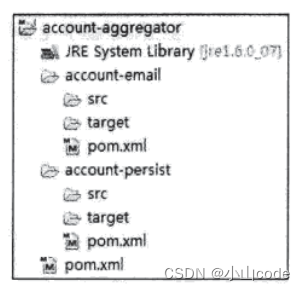 account-aggregator
JRE System Library [jre1.6.0_07]
account-email
src
target
pom.xml
account-persist
src
target
pom.xml
pom.xml
CSDN @小小code